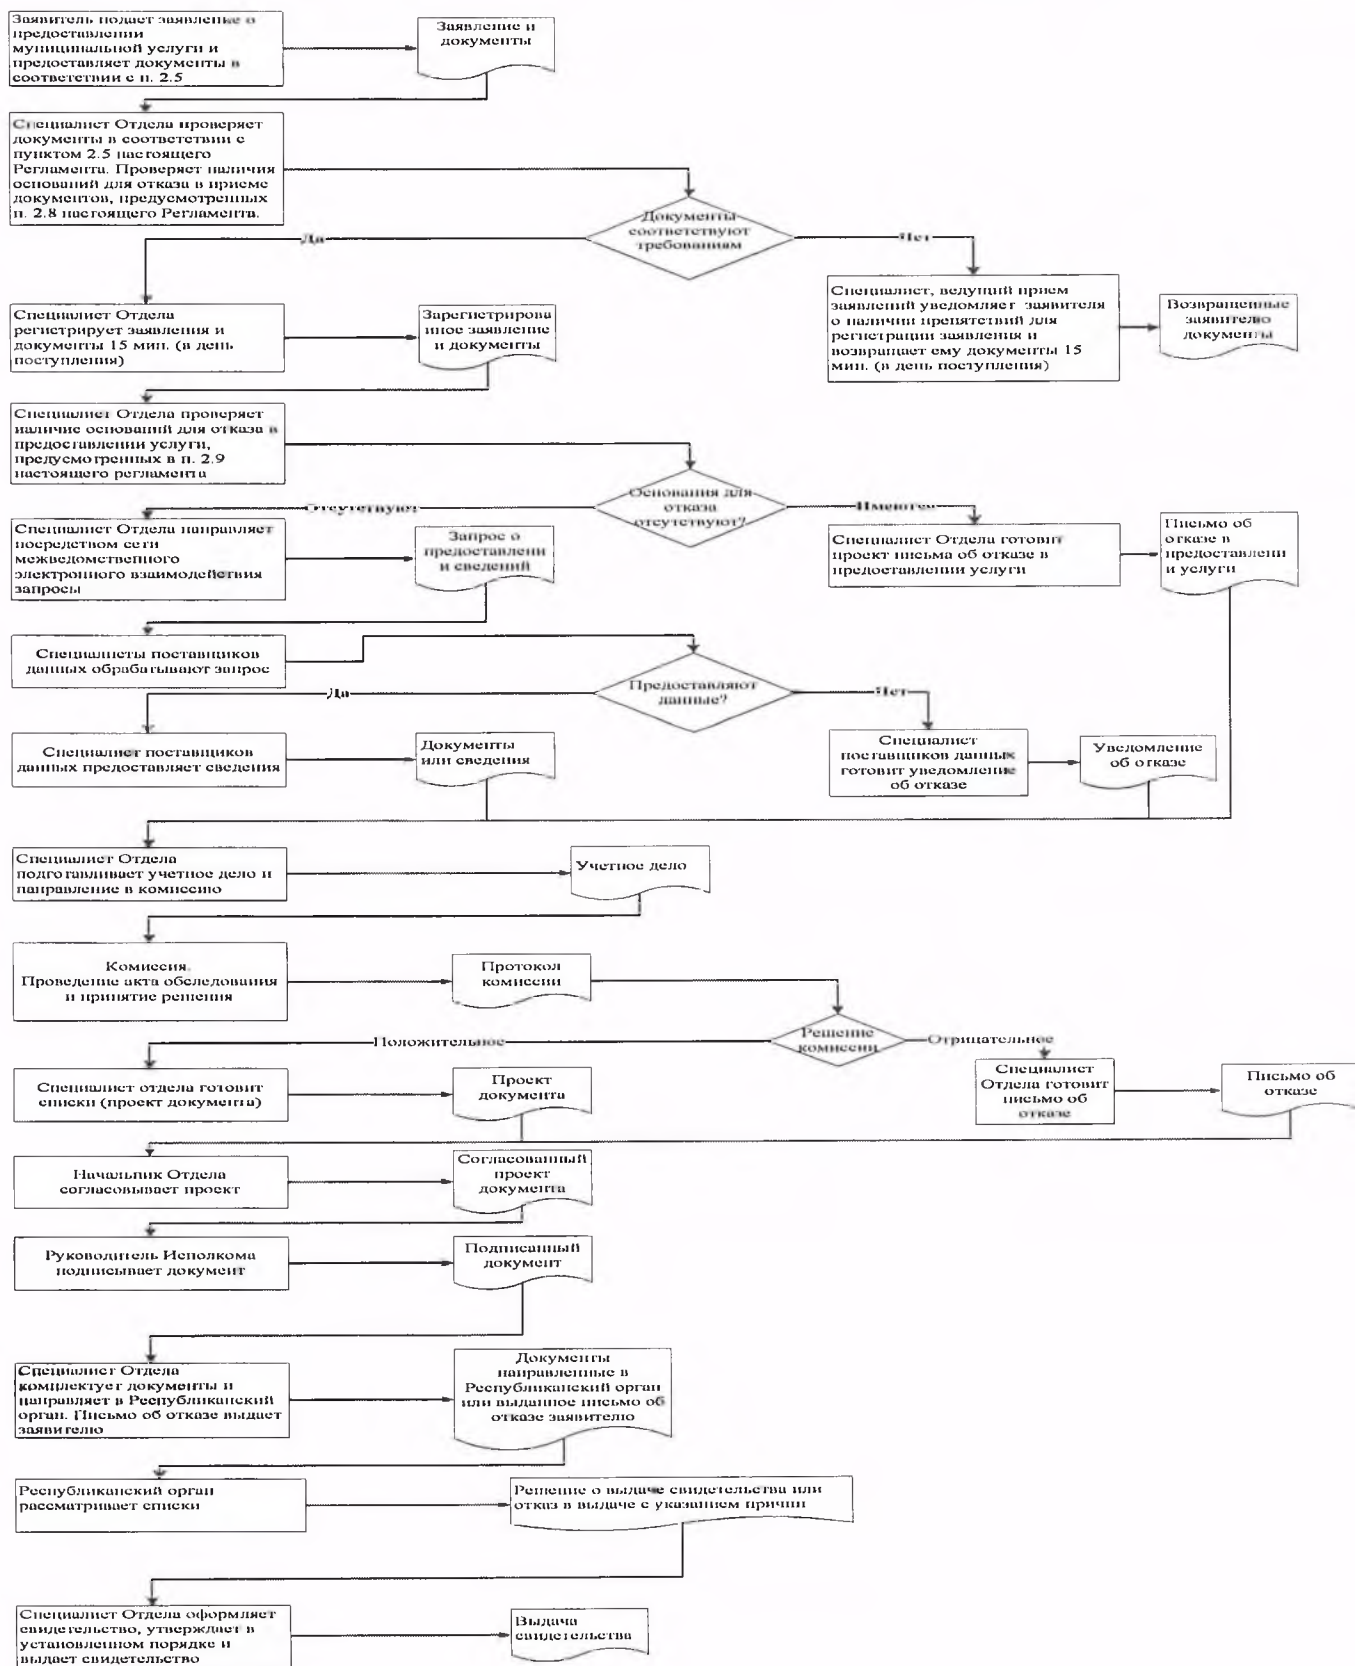 Заявитель подает заявление о
предоставлении
муниципальной услуги и
предоставляет документы в
соответствии с п. 2.5
Заявление и
документы
Специалист Отдела проверяет
документы в соответствии с
пунктом 2.5 настоящего
Регламента. Проверяет наличия
оснований для отказа в приеме
документов, предусмотренных
п. 2.8 настоящего Регламента.
Документы
соответствуют
требованиям
Да
Нет
Специалист Отдела
регистрирует заявления и
документы 15 мин. (в день
поступления)
Зарегистрирова
нное заявление
и документы
Специалист, ведущий прием
заявлений уведомляет заявителя
о наличии препятствий для
регистрации заявления и
возвращает ему документы 15
мин. (в день поступления)
Возвращенные
заявителю
документы
Специалист Отдела проверяет
наличие оснований для отказа в
предоставлении услуги,
предусмотренных в п. 2.9
настоящего регламента
Основания для
отказа
отсутствуют?
Отсутствуют
Имеются
Специалист Отдела направляет
посредством сети
межведомственного
электронного взаимодействия
запросы
Запрос о
предоставлени
и сведений
Специалист Отдела готовит
проект письма об отказе в
предоставлении услуги
Письмо об
отказе в
предоставлени
и услуги
Специалисты поставщиков
данных обрабатывают запрос
Предоставляют
данные?
Да
Нет
Специалист поставщиков
данных предоставляет сведения
Документы
или сведения
Специалист
поставщиков данных
готовит уведомление
об отказе
Уведомление
об отказе
Специалист Отдела
подготавливает учетное дело и
направление в комиссию
Учетное дело
Комиссия.
Проведение акта обследования
и принятие решения
Протокол
комиссии
Решение
комиссии
Положительное
Отрицательное
Специалист отдела готовит
списки (проект документа)
Проект
документа
Специалист
Отдела готовит
письмо об
отказе
Письмо об
отказе
Начальник Отдела
согласовывает проект
Согласованный
проект
документа
Руководитель Исполкома
подписывает документ
Подписанный
документ
Специалист Отдела
комплектует документы и
направляет в Республиканский
орган. Письмо об отказе выдает
заявителю
Документы
направленные в
Республиканский орган
или выданное письмо об
отказе заявителю
Республиканский орган
рассматривает списки
Решение о выдаче свидетельства или
отказ в выдаче с указанием причин
Специалист Отдела оформляет
свидетельство, утверждает в
установленном порядке и
выдает свидетельство
Выдача
свидетельства